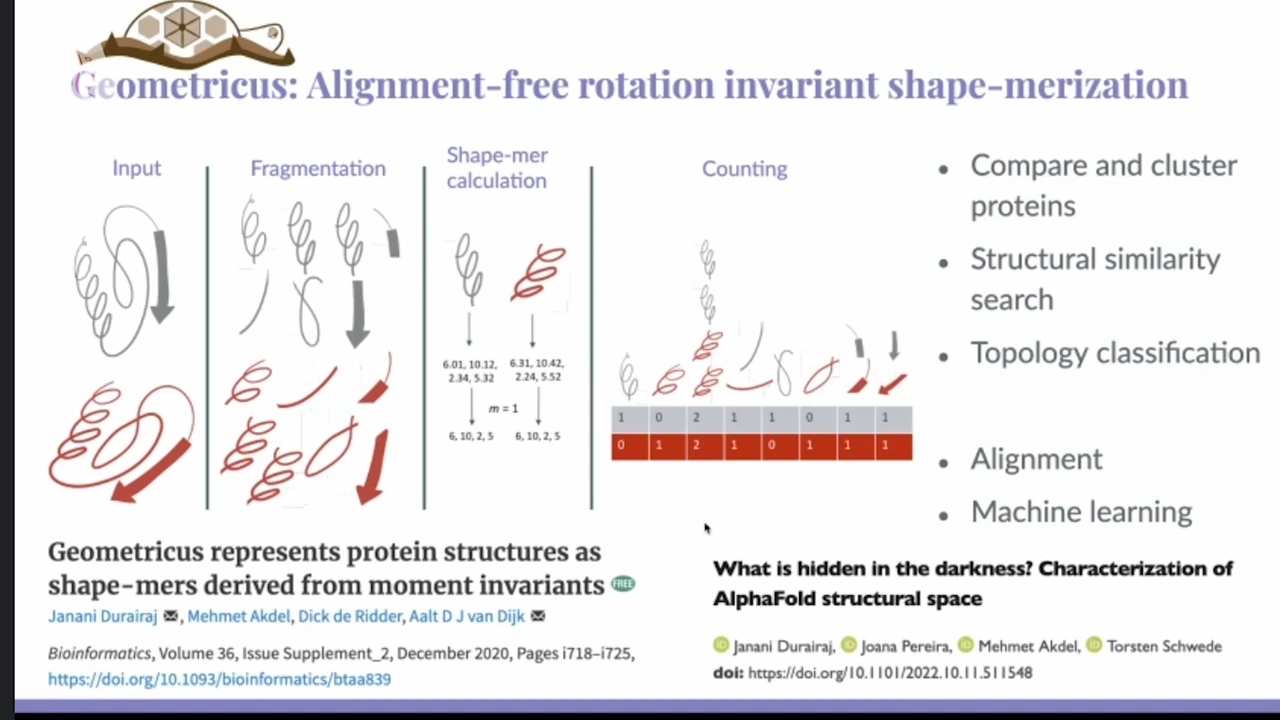 Geometricus: Alignment-free rotation invariant shape-merization
Input
Fragmentation
Shape-mer
calculation
Counting
6.01, 10.12,
2.34, 5.32
6.31, 10.42,
2.24, 5.52
m = 1
6, 10, 2, 5
6, 10, 2, 5
1 0 2 1 1 0 1 1
0 1 2 1 0 1 1 1
• Compare and cluster
proteins
• Structural similarity
search
• Topology classification
• Alignment
• Machine learning
Geometricus represents protein structures as
shape-mers derived from moment invariants FREE
Janani Durairaj, Mehmet Akdel, Dick de Ridder, Aalt D J van Dijk
Bioinformatics, Volume 36, Issue Supplement_2, December 2020, Pages i718–i725,
https://doi.org/10.1093/bioinformatics/btaa839
What is hidden in the darkness? Characterization of
AlphaFold structural space
iD Janani Durairaj, iD Joana Pereira, iD Mehmet Akdel, iD Torsten Schwede
doi: https://doi.org/10.1101/2022.10.11.511548